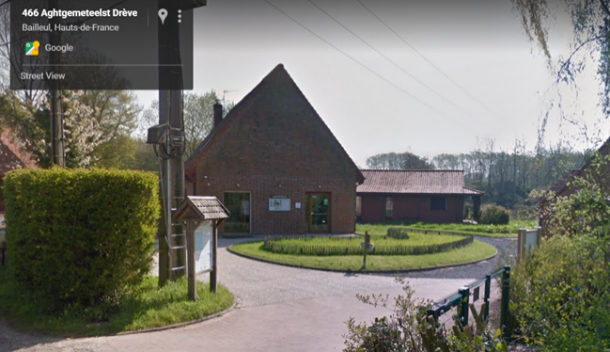 466 Aghtgemeteelst Drève
Bailleul, Hauts-de-France
Google
Street View